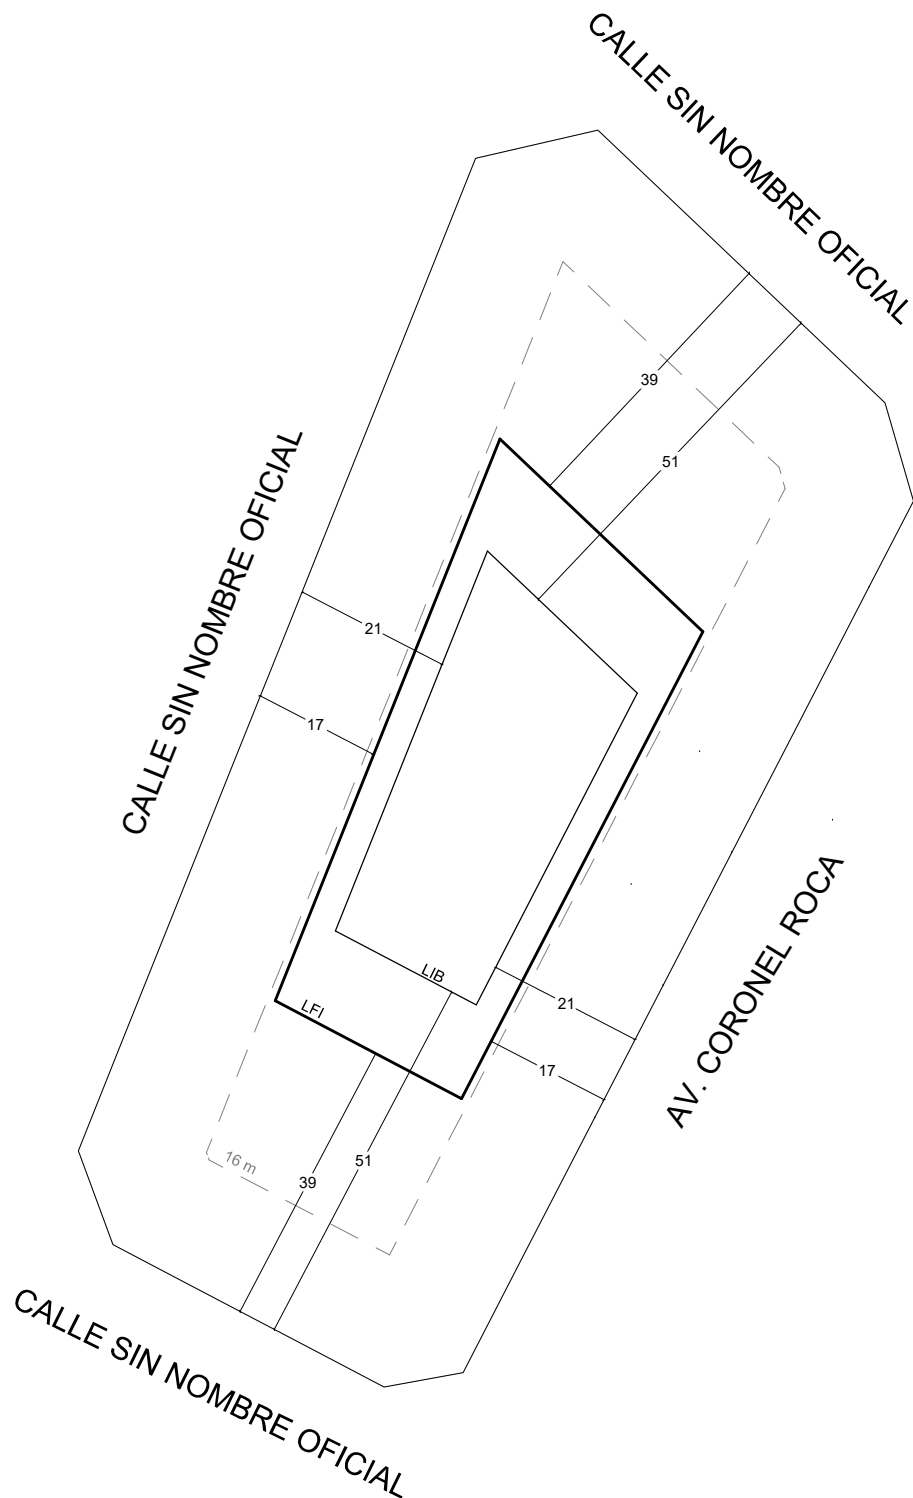 CALLE SIN NOMBRE OFICIAL
39
51
CALLE SIN NOMBRE OFICIAL
21
17
LIB
LFI
21
17
AV. CORONEL ROCA
16 m
51
39
CALLE SIN NOMBRE OFICIAL